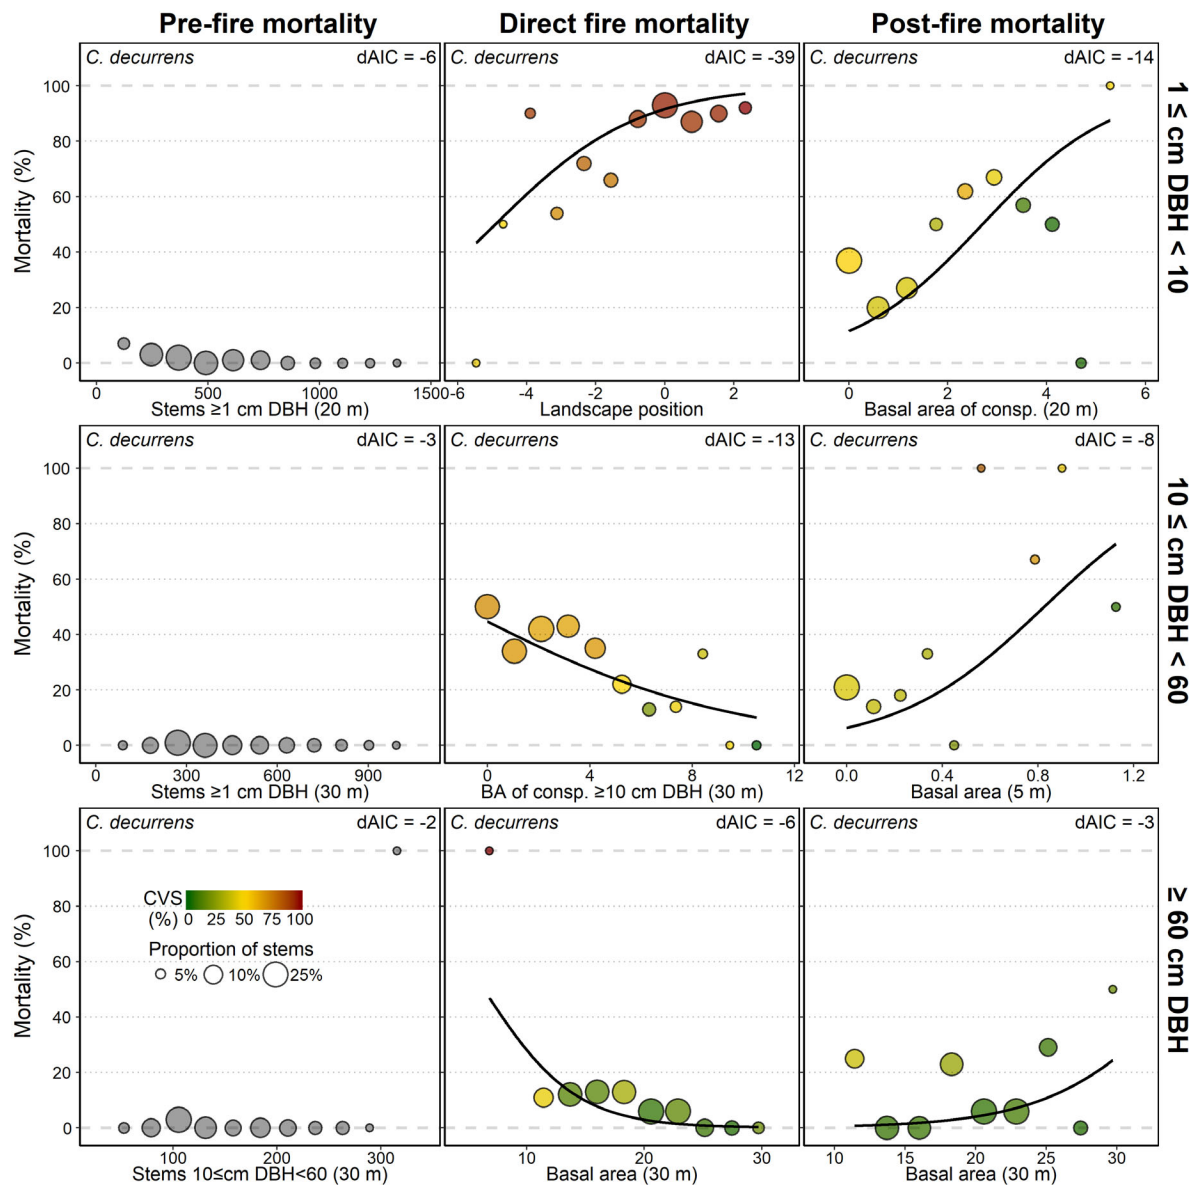 Pre-fire mortality Direct fire mortality Post-fire mortality
C. decurrens dAIC = -6 C. decurrens dAIC = -39 C. decurrens dAIC = -14
1 ≤ cm DBH < 10
Mortality (%)
100
80
60
40
20
0
0 500 1000 1500 -6 -4 -2 0 2 0 2 4 6
Stems ≥1 cm DBH (20 m) Landscape position Basal area of consp. (20 m)
C. decurrens dAIC = -3 C. decurrens dAIC = -13 C. decurrens dAIC = -8
10 ≤ cm DBH < 60
Mortality (%)
100
80
60
40
20
0
0 300 600 900 0 4 8 12 0.0 0.4 0.8 1.2
Stems ≥1 cm DBH (30 m) BA of consp. ≥10 cm DBH (30 m) Basal area (5 m)
C. decurrens dAIC = -2 C. decurrens dAIC = -6 C. decurrens dAIC = -3
≥ 60 cm DBH
Mortality (%)
100
80
60
40
20
0
CVS
(%) 0 25 50 75 100
Proportion of stems
5% 10% 25%
100 200 300 10 20 30 10 15 20 25 30
Stems 10≤cm DBH<60 (30 m) Basal area (30 m) Basal area (30 m)